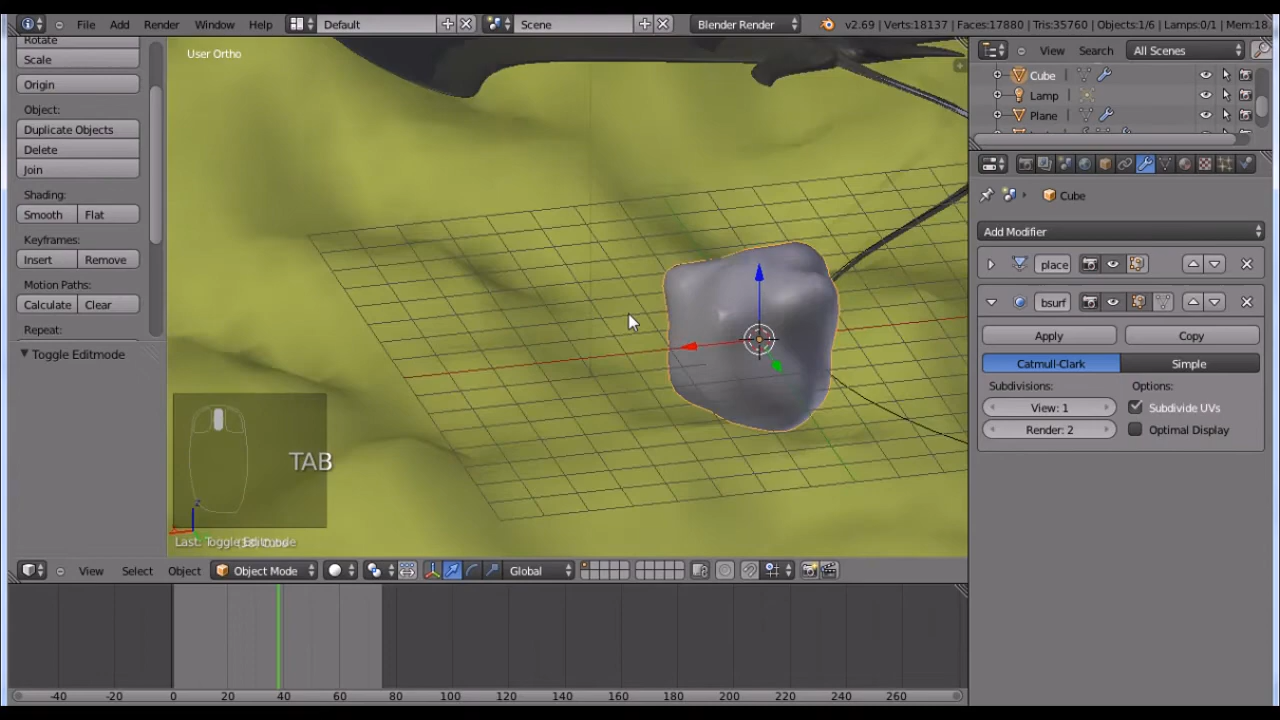 File Add Render Window Help Default Scene Blender Render v2.69 | Verts:18137 | Faces:17880 | Tris:35760 | Objects:1/6 | Lamps:0/1 | Mem:18.
Rotate
Scale
Origin
Object:
Duplicate Objects
Delete
Join
Shading:
Smooth Flat
Keyframes:
Insert Remove
Motion Paths:
Calculate Clear
Repeat:
Toggle Editmode
User Ortho
TAB
z
View Select Object Object Mode Global
-40 -20 0 20 40 60 80 100 120 140 160 180 200 220 240 260
View Search All Scenes
Cube
Lamp
Plane
Cube
Add Modifier
place
bsurf
Apply Copy
Catmull-Clark Simple
Subdivisions: Options:
View: 1 Subdivide UVs
Render: 2 Optimal Display